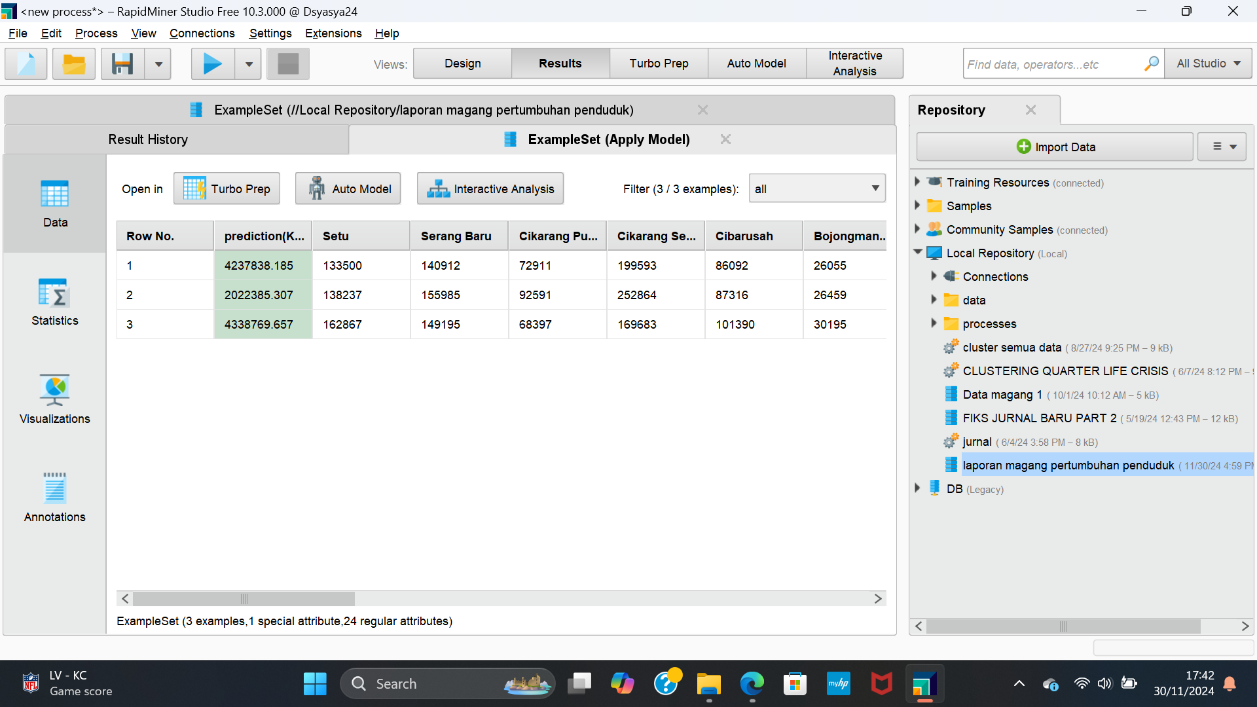 <new process*> – RapidMiner Studio Free 10.3.000 @ Dsyasya24
File Edit Process View Connections Settings Extensions Help
Views: Design Results Turbo Prep Auto Model Interactive Analysis
Find data, operators...etc All Studio
ExampleSet (//Local Repository/laporan magang pertumbuhan penduduk)
Result History ExampleSet (Apply Model)
Data
Statistics
Visualizations
Annotations
Open in Turbo Prep Auto Model Interactive Analysis Filter (3 / 3 examples): all
Row No. prediction(K... Setu Serang Baru Cikarang Pu... Cikarang Se... Cibarusah Bojongman...
1 4237838.185 133500 140912 72911 199593 86092 26055
2 2022385.307 138237 155985 92591 252864 87316 26459
3 4338769.657 162867 149195 68397 169683 101390 30195
ExampleSet (3 examples,1 special attribute,24 regular attributes)
Repository
Import Data
Training Resources (connected)
Samples
Community Samples (connected)
Local Repository (Local)
Connections
data
processes
cluster semua data ( 8/27/24 9:25 PM – 9 kB)
CLUSTERING QUARTER LIFE CRISIS ( 6/7/24 8:12 PM –
Data magang 1 ( 10/1/24 10:12 AM – 5 kB)
FIKS JURNAL BARU PART 2 ( 5/19/24 12:43 PM – 12 kB)
jurnal ( 6/4/24 3:58 PM – 8 kB)
laporan magang pertumbuhan penduduk ( 11/30/24 4:59
DB (Legacy)
LV - KC
Game score
Search
myhp
17:42
30/11/2024